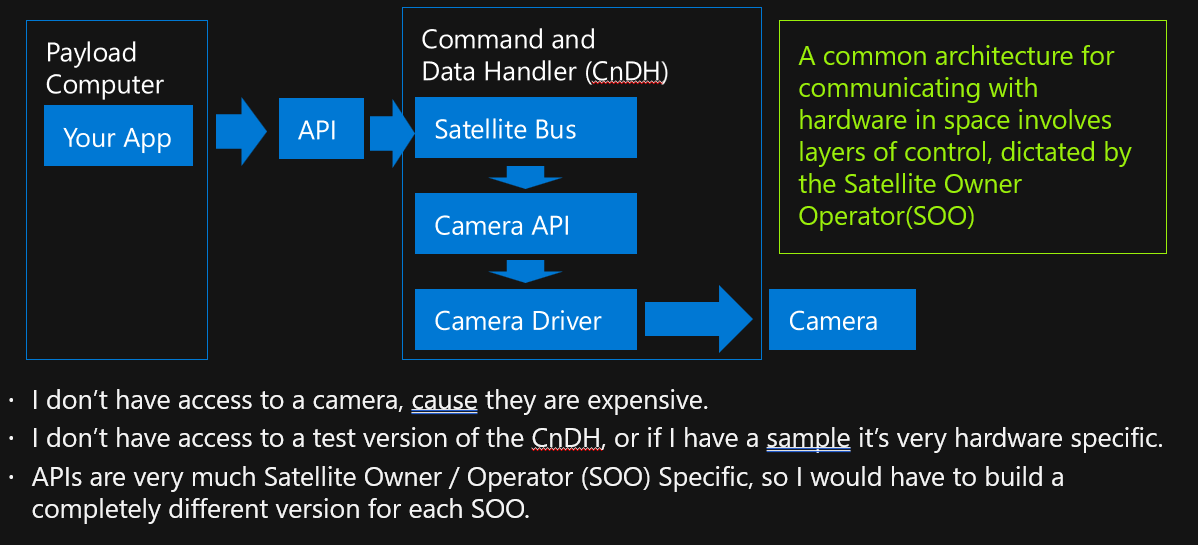 Payload
Computer
Your App
API
Command and
Data Handler (CnDH)
Satellite Bus
Camera API
Camera Driver
Camera
A common architecture for
communicating with
hardware in space involves
layers of control, dictated by
the Satellite Owner
Operator(SOO)
· I don’t have access to a camera, cause they are expensive.
· I don’t have access to a test version of the CnDH, or if I have a sample it’s very hardware specific.
· APIs are very much Satellite Owner / Operator (SOO) Specific, so I would have to build a
completely different version for each SOO.